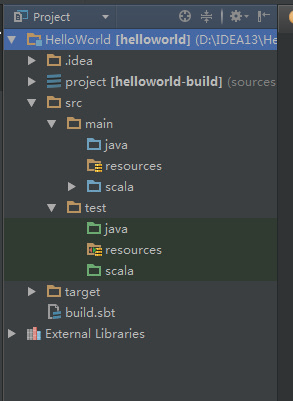 Project
HelloWorld [helloworld] (D:\IDEA13\He
.idea
project [helloworld-build] (sources
src
main
java
resources
scala
test
java
resources
scala
target
build.sbt
External Libraries